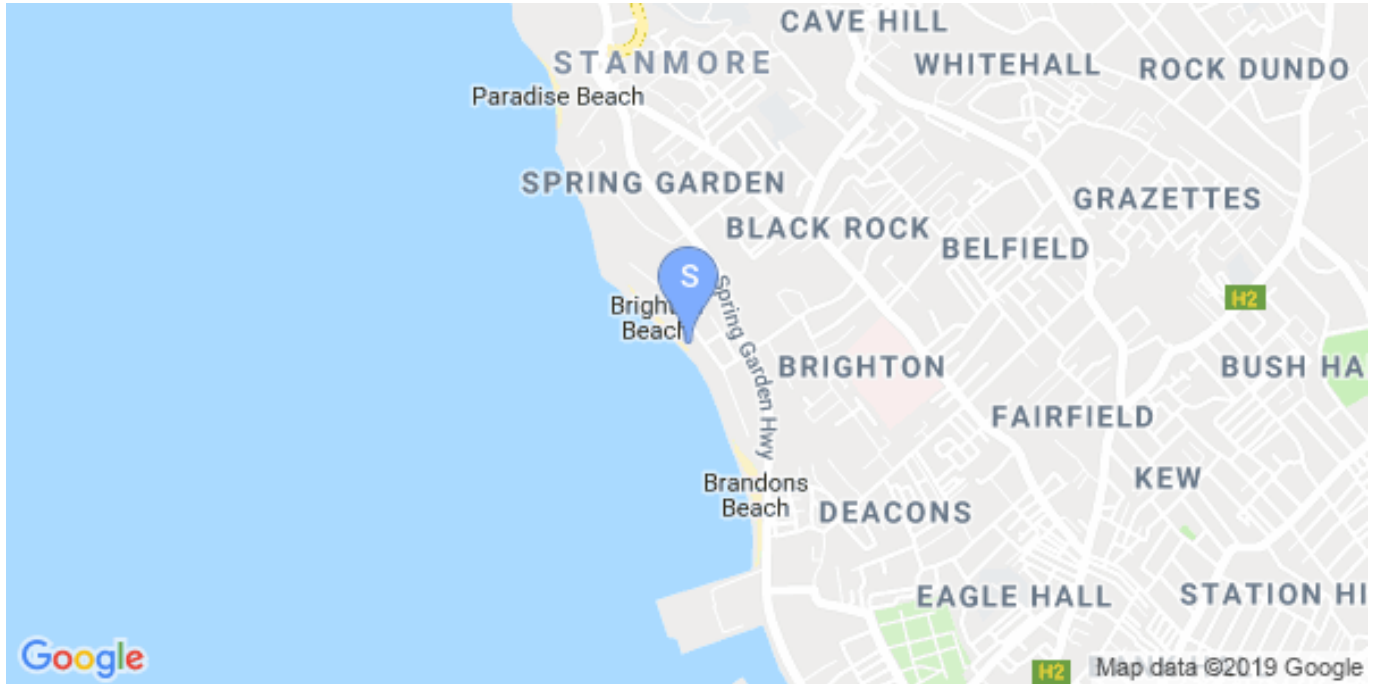 CAVE HILL
STANMORE
WHITEHALL
ROCK DUNDO
Paradise Beach
SPRING GARDEN
GRAZETTES
BLACK ROCK
BELFIELD
S
Spring Garden Hwy
H2
Beach
BRIGHTON
BUSH HA
FAIRFIELD
KEW
Brandons
Beach
DEACONS
EAGLE HALL
STATION HI
Google
H2
Map data ©2019 Google